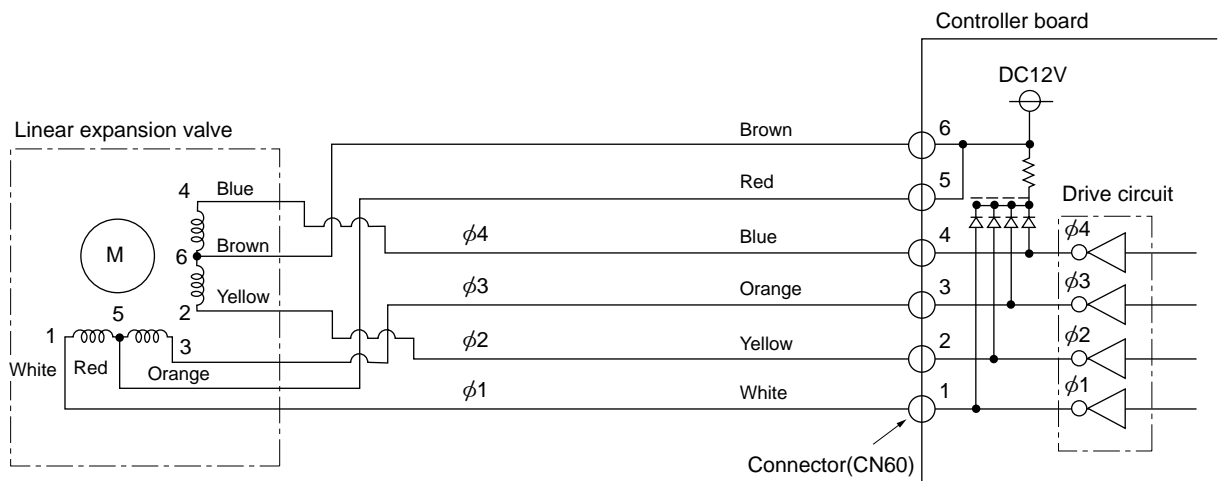 Controller board
DC12V
Linear expansion valve
Brown
6
4
Blue
Red
5
Drive circuit
M
6
Brown
ϕ4
Blue
4
ϕ4
2
Yellow
ϕ3
Orange
3
ϕ3
1
5
3
White
Red
Orange
ϕ2
Yellow
2
ϕ2
ϕ1
White
1
ϕ1
Connector(CN60)